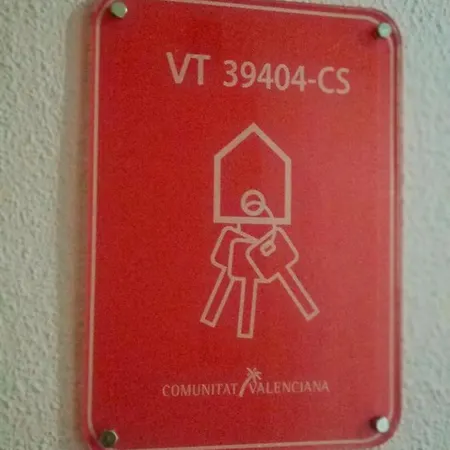 VT 39404-CS
COMUNITAT VALENCIANA